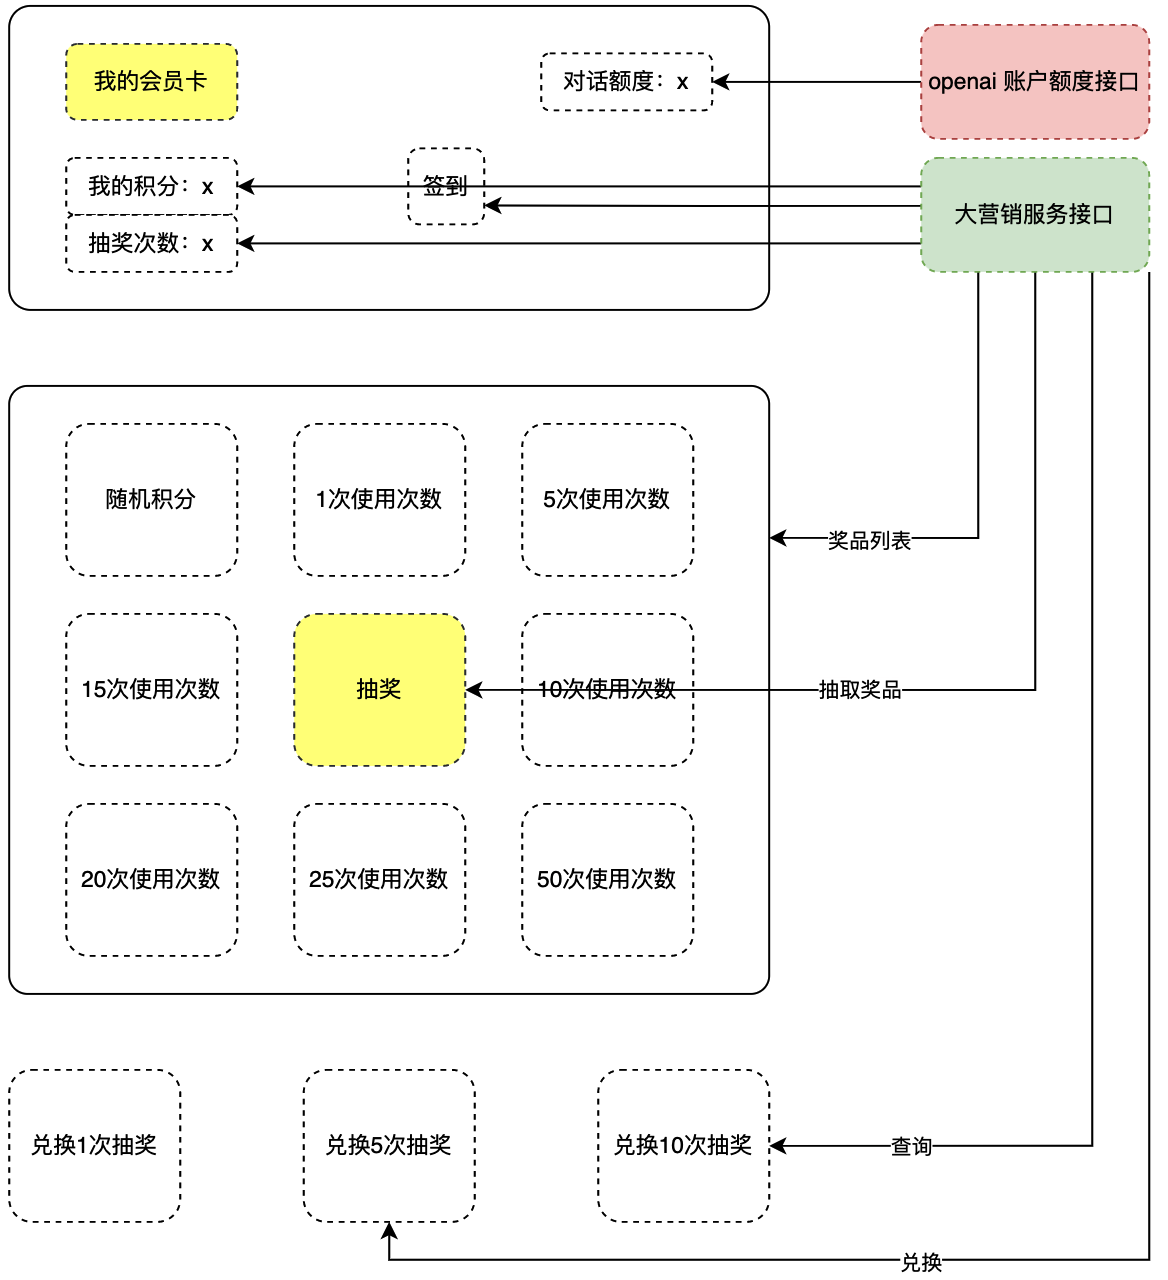 我的会员卡
对话额度：x
openai 账户额度接口
我的积分：x
签到
大营销服务接口
抽奖次数：x
随机积分
1次使用次数
5次使用次数
奖品列表
15次使用次数
抽奖
10次使用次数
抽取奖品
20次使用次数
25次使用次数
50次使用次数
兑换1次抽奖
兑换5次抽奖
兑换10次抽奖
查询
兑换